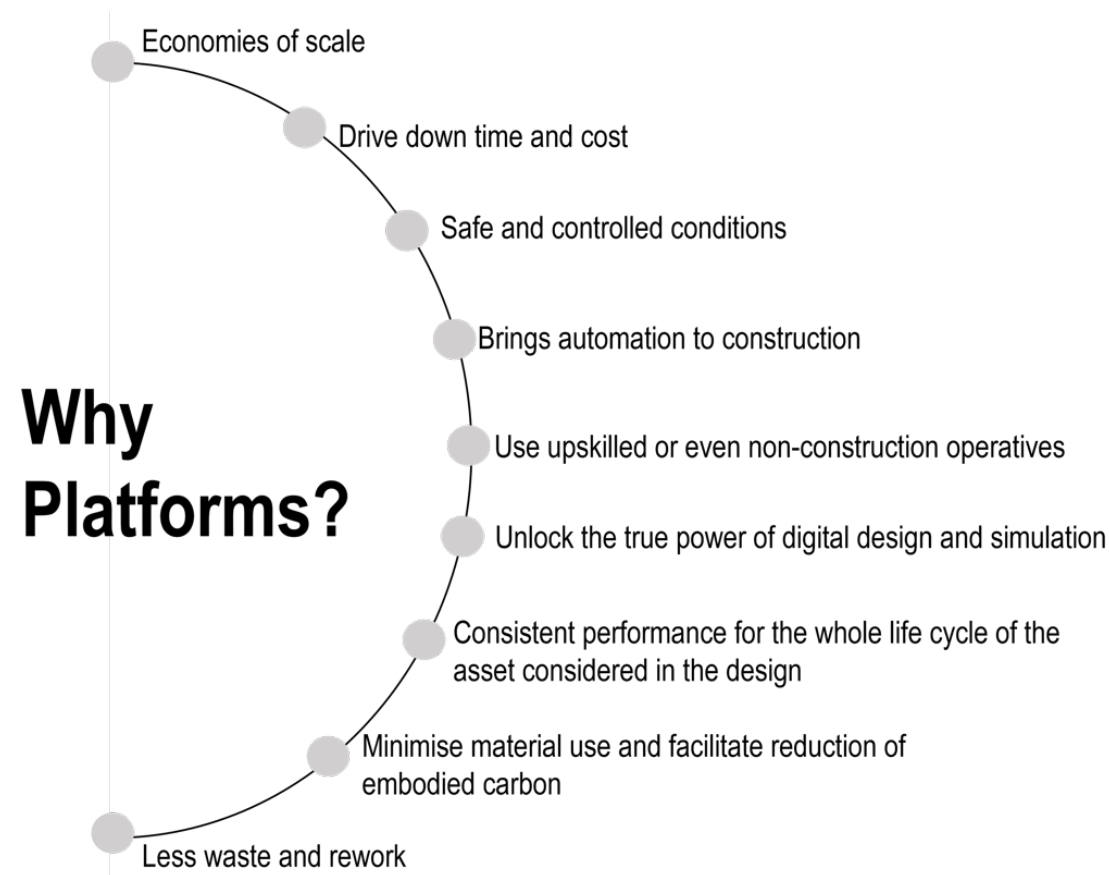 Economies of scale
Drive down time and cost
Safe and controlled conditions
Brings automation to construction
Why
Platforms?
Use upskilled or even non-construction operatives
Unlock the true power of digital design and simulation
Consistent performance for the whole life cycle of the
asset considered in the design
Minimise material use and facilitate reduction of
embodied carbon
Less waste and rework